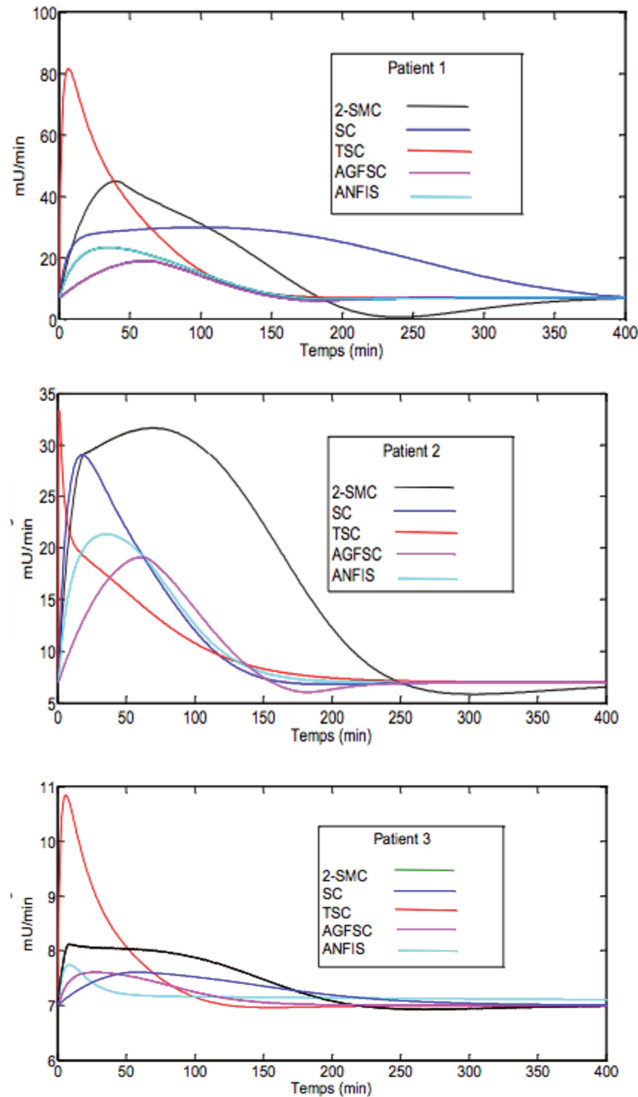 100
80
60
40
20
0
mU/min
Patient 1
2-SMC
SC
TSC
AGFSC
ANFIS
0 50 100 150 200 250 300 350 400
Temps (min)
35
30
25
20
15
10
5
mU/min
Patient 2
2-SMC
SC
TSC
AGFSC
ANFIS
0 50 100 150 200 250 300 350 400
Temps (min)
11
10
9
8
7
6
mU/min
Patient 3
2-SMC
SC
TSC
AGFSC
ANFIS
0 50 100 150 200 250 300 350 400
Temps (min)